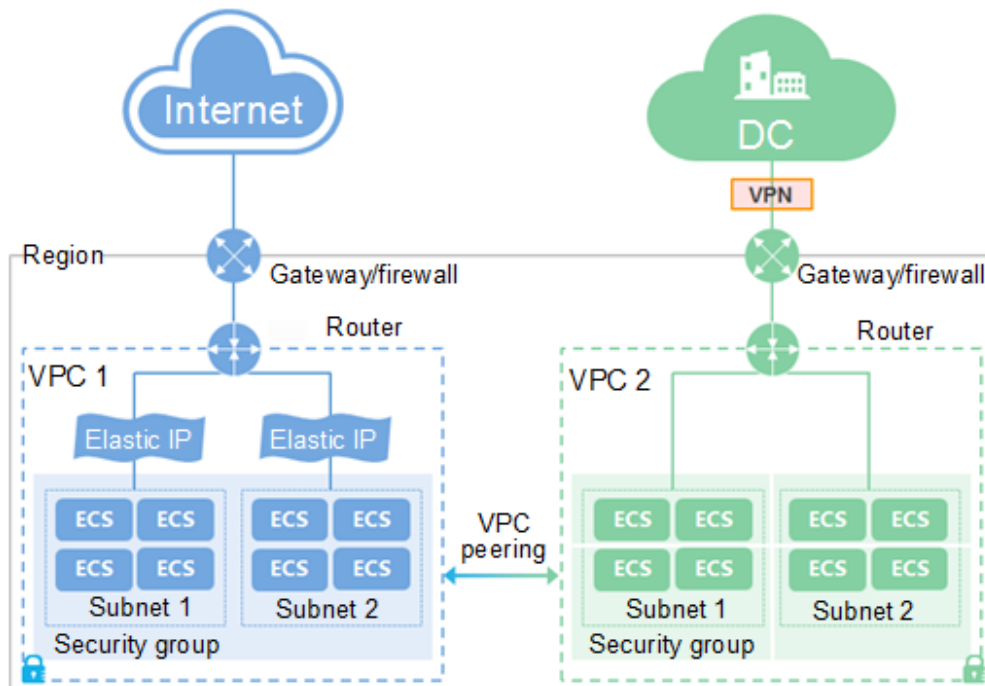 Internet
DC
VPN
Region
Gateway/firewall
Gateway/firewall
Router
Router
VPC 1
VPC 2
Elastic IP
Elastic IP
ECS ECS
ECS ECS
Subnet 1
ECS ECS
ECS ECS
Subnet 2
Security group
VPC
peering
ECS ECS
ECS ECS
Subnet 1
ECS ECS
ECS ECS
Subnet 2
Security group